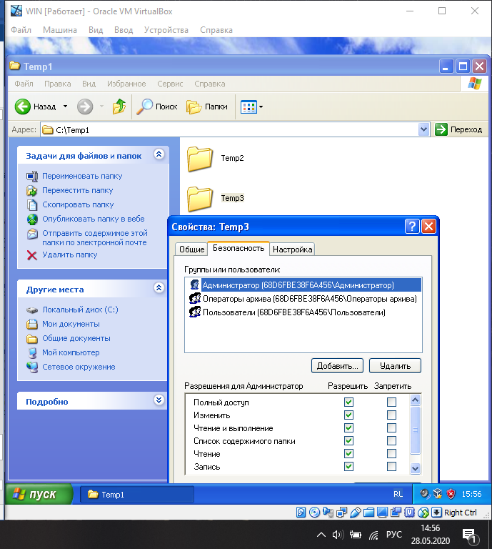 WIN [Работает] - Oracle VM VirtualBox
Файл Машина Вид Ввод Устройства Справка
Temp1
Файл Правка Вид Избранное Сервис Справка
Назад Поиск Папки
Адрес: C:\Temp1 Переход
Задачи для файлов и папок
Переименовать папку
Переместить папку
Скопировать папку
Опубликовать папку в вебе
Отправить содержимое этой
папки по электронной почте
Удалить папку
Temp2
Temp3
Другие места
Локальный диск (C:)
Мои документы
Общие документы
Мой компьютер
Сетевое окружение
Подробно
Свойства: Temp3
Общие Безопасность Настройка
Группы или пользователи:
Администратор (68D6FBE38F6A456\Администратор)
Операторы архива (68D6FBE38F6A456\Операторы архива)
Пользователи (68D6FBE38F6A456\Пользователи)
Добавить... Удалить
Разрешения для Администратор Разрешить Запретить
Полный доступ
Изменить
Чтение и выполнение
Список содержимого папки
Чтение
Запись
пуск Temp1 RL 15:56
Right Ctrl
РУС 14:56
28.05.2020 1